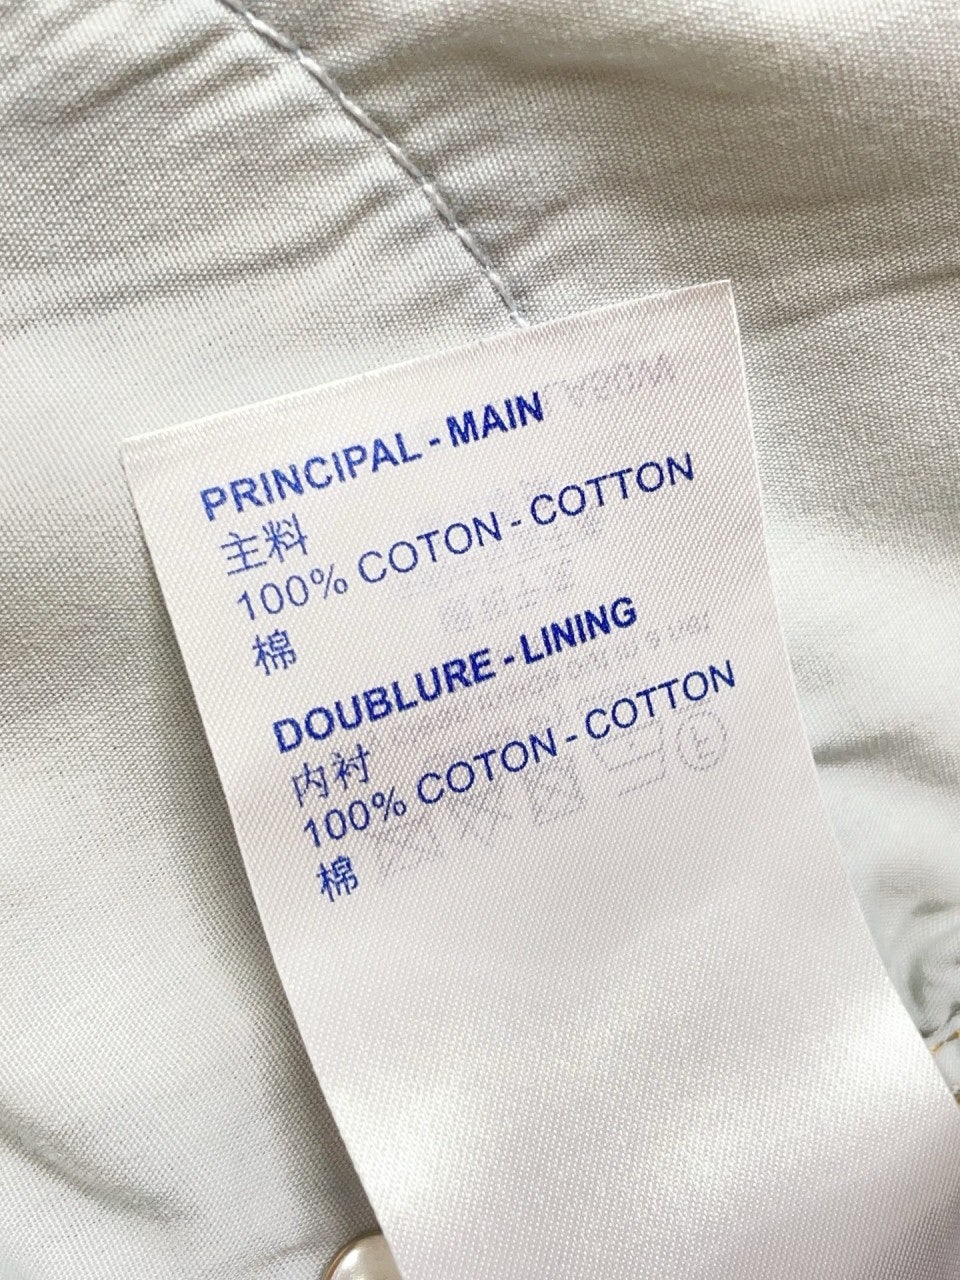 PRINCIPAL - MAIN
主料
100% COTON - COTTON
棉
DOUBLURE - LINING
内衬
100% COTON - COTTON
棉